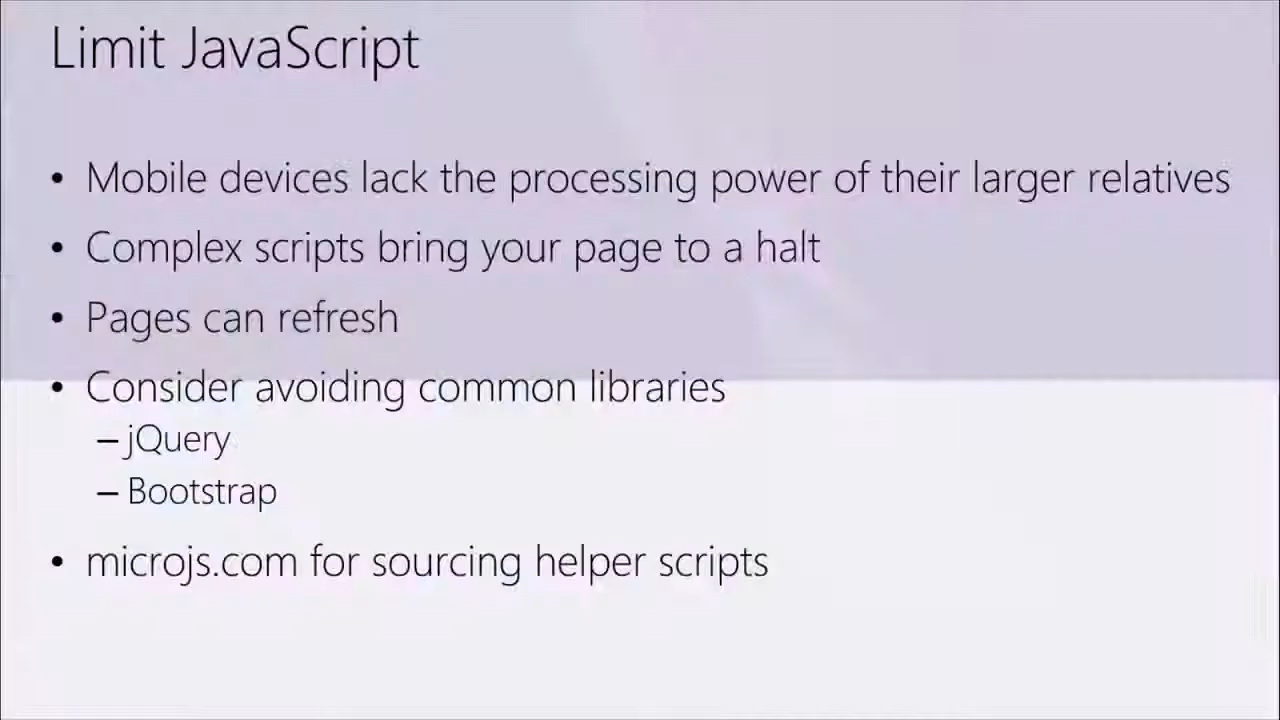 Limit JavaScript
• Mobile devices lack the processing power of their larger relatives
• Complex scripts bring your page to a halt
• Pages can refresh
• Consider avoiding common libraries
– jQuery
– Bootstrap
• microjs.com for sourcing helper scripts